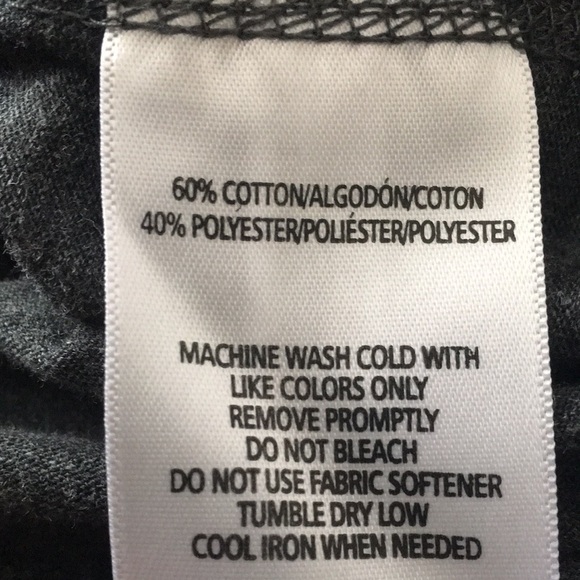 60% COTTON/ALGODÓN/COTON
40% POLYESTER/POLIÉSTER/POLYESTER
MACHINE WASH COLD WITH
LIKE COLORS ONLY
REMOVE PROMPTLY
DO NOT BLEACH
DO NOT USE FABRIC SOFTENER
TUMBLE DRY LOW
COOL IRON WHEN NEEDED